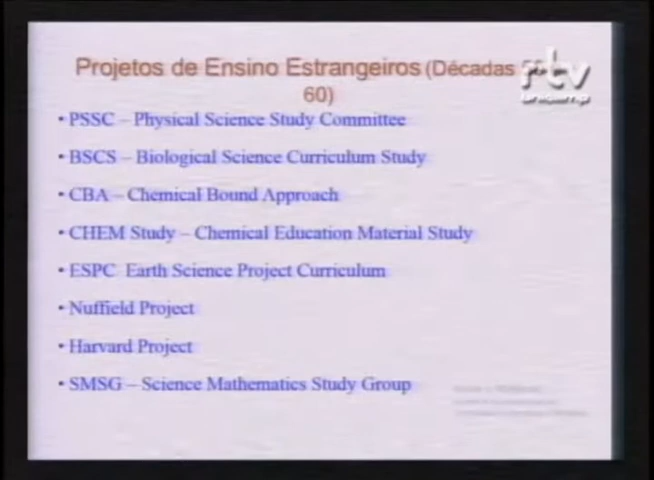 Projetos de Ensino Estrangeiros (Décadas
60)
• PSSC – Physical Science Study Committee
• BSCS – Biological Science Curriculum Study
• CBA – Chemical Bound Approach
• CHEM Study – Chemical Education Material Study
• ESPC Earth Science Project Curriculum
• Nuffield Project
• Harvard Project
• SMSG – Science Mathematics Study Group
rtv
unicamp